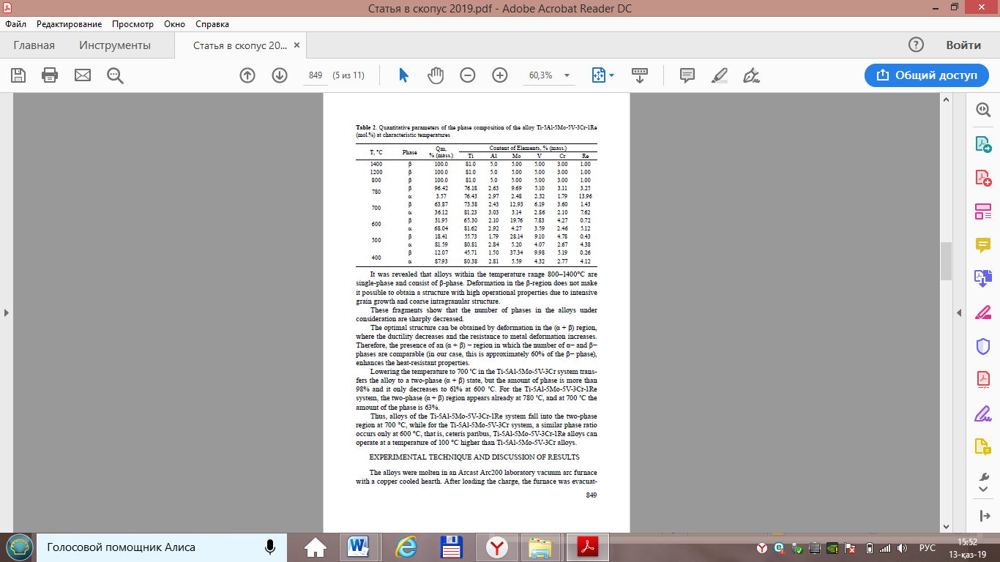 Статья в скопус 2019.pdf - Adobe Acrobat Reader DC
Файл Редактирование Просмотр Окно Справка
Главная Инструменты Статья в скопус 20... × Войти
849 (5 из 11) 60,3% Общий доступ
Table 2. Quantitative parameters of the phase composition of the alloy Ti-5Al-5Mo-5V-3Cr-1Re
(mol.%) at characteristic temperatures
T, °C Phase Qm, % (mass.) Content of Elements, % (mass.)
Ti Al Mo V Cr Re
1400 β 100.0 81.0 5.0 5.00 5.00 3.00 1.00
1200 β 100.0 81.0 5.0 5.00 5.00 3.00 1.00
800 β 100.0 81.0 5.0 5.00 5.00 3.00 1.00
780 β 96.42 76.18 2.63 9.69 5.10 3.11 3.25
α 3.57 76.43 2.97 2.48 2.32 1.79 13.96
700 β 63.87 73.38 2.43 12.93 6.19 3.60 1.43
α 36.12 81.23 3.03 3.14 2.86 2.10 7.62
600 β 31.95 65.30 2.10 19.76 7.83 4.27 0.72
α 68.04 81.62 2.92 4.27 3.59 2.46 5.12
500 β 18.41 55.73 1.79 28.14 9.10 4.78 0.43
α 81.59 80.81 2.84 5.20 4.07 2.67 4.38
400 β 12.07 45.71 1.50 37.34 9.98 5.19 0.26
α 87.93 80.38 2.81 5.59 4.32 2.77 4.12
It was revealed that alloys within the temperature range 800–1400°C are
single-phase and consist of β-phase. Deformation in the β-region does not make
it possible to obtain a structure with high operational properties due to intensive
grain growth and coarse intragranular structure.
These fragments show that the number of phases in the alloys under
consideration are sharply decreased.
The optimal structure can be obtained by deformation in the (α + β) region,
where the ductility decreases and the resistance to metal deformation increases.
Therefore, the presence of an (α + β) − region in which the number of α− and β−
phases are comparable (in our case, this is approximately 60% of the β− phase),
enhances the heat-resistant properties.
Lowering the temperature to 700 °C in the Ti-5Al-5Mo-5V-3Cr system trans-
fers the alloy to a two-phase (α + β) state, but the amount of phase is more than
98% and it only decreases to 61% at 600 °C. For the Ti-5Al-5Mo-5V-3Cr-1Re
system, the two-phase (α + β) region appears already at 780 °C, and at 700 °C the
amount of the phase is 63%.
Thus, alloys of the Ti-5Al-5Mo-5V-3Cr-1Re system fall into the two-phase
region at 700 °C, while for the Ti-5Al-5Mo-5V-3Cr system, a similar phase ratio
occurs only at 600 °C, that is, ceteris paribus, Ti-5Al-5Mo-5V-3Cr-1Re alloys can
operate at a temperature of 100 °C higher than Ti-5Al-5Mo-5V-3Cr alloys.
EXPERIMENTAL TECHNIQUE AND DISCUSSION OF RESULTS
The alloys were molten in an Arcast Arc200 laboratory vacuum arc furnace
with a copper cooled hearth. After loading the charge, the furnace was evacuat-
849
Голосовой помощник Алиса
РУС
15:52
13-қаз-19